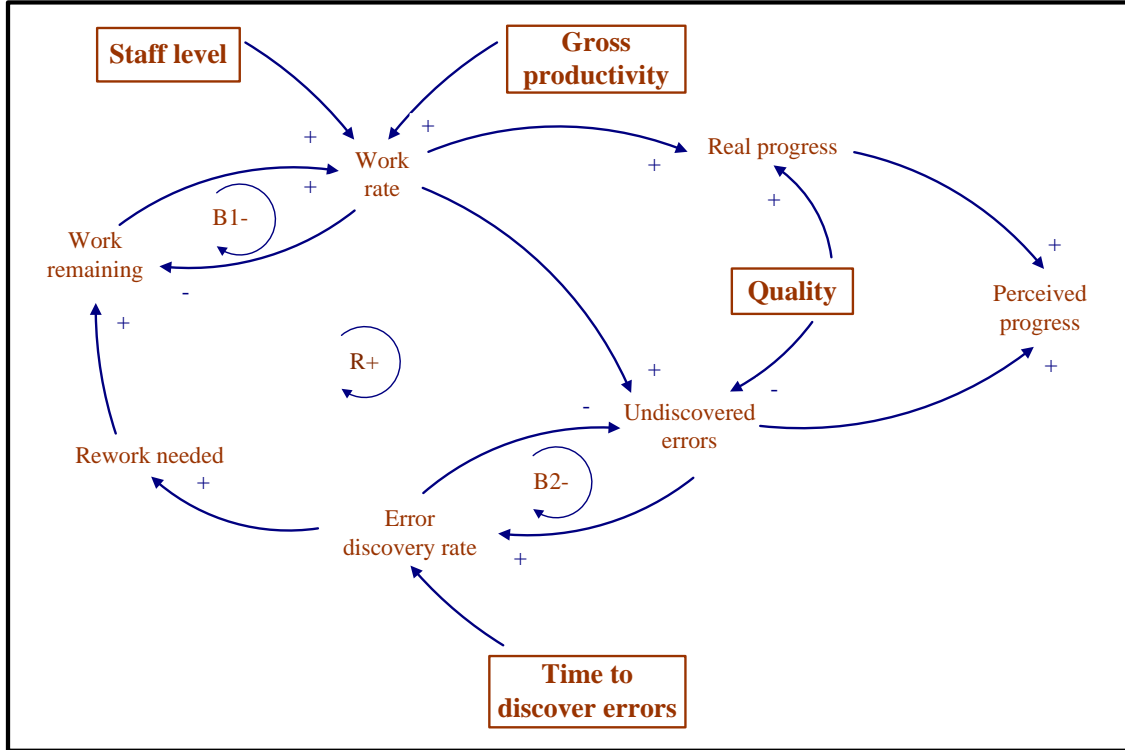 Staff level
Gross
productivity
+
+
Work
rate
+
Real progress
+
+
B1-
Work
remaining
-
+
+
Quality
Perceived
progress
R+
+
+
-
-
Undiscovered
errors
Rework needed
+
B2-
Error
discovery rate
+
Time to
discover errors